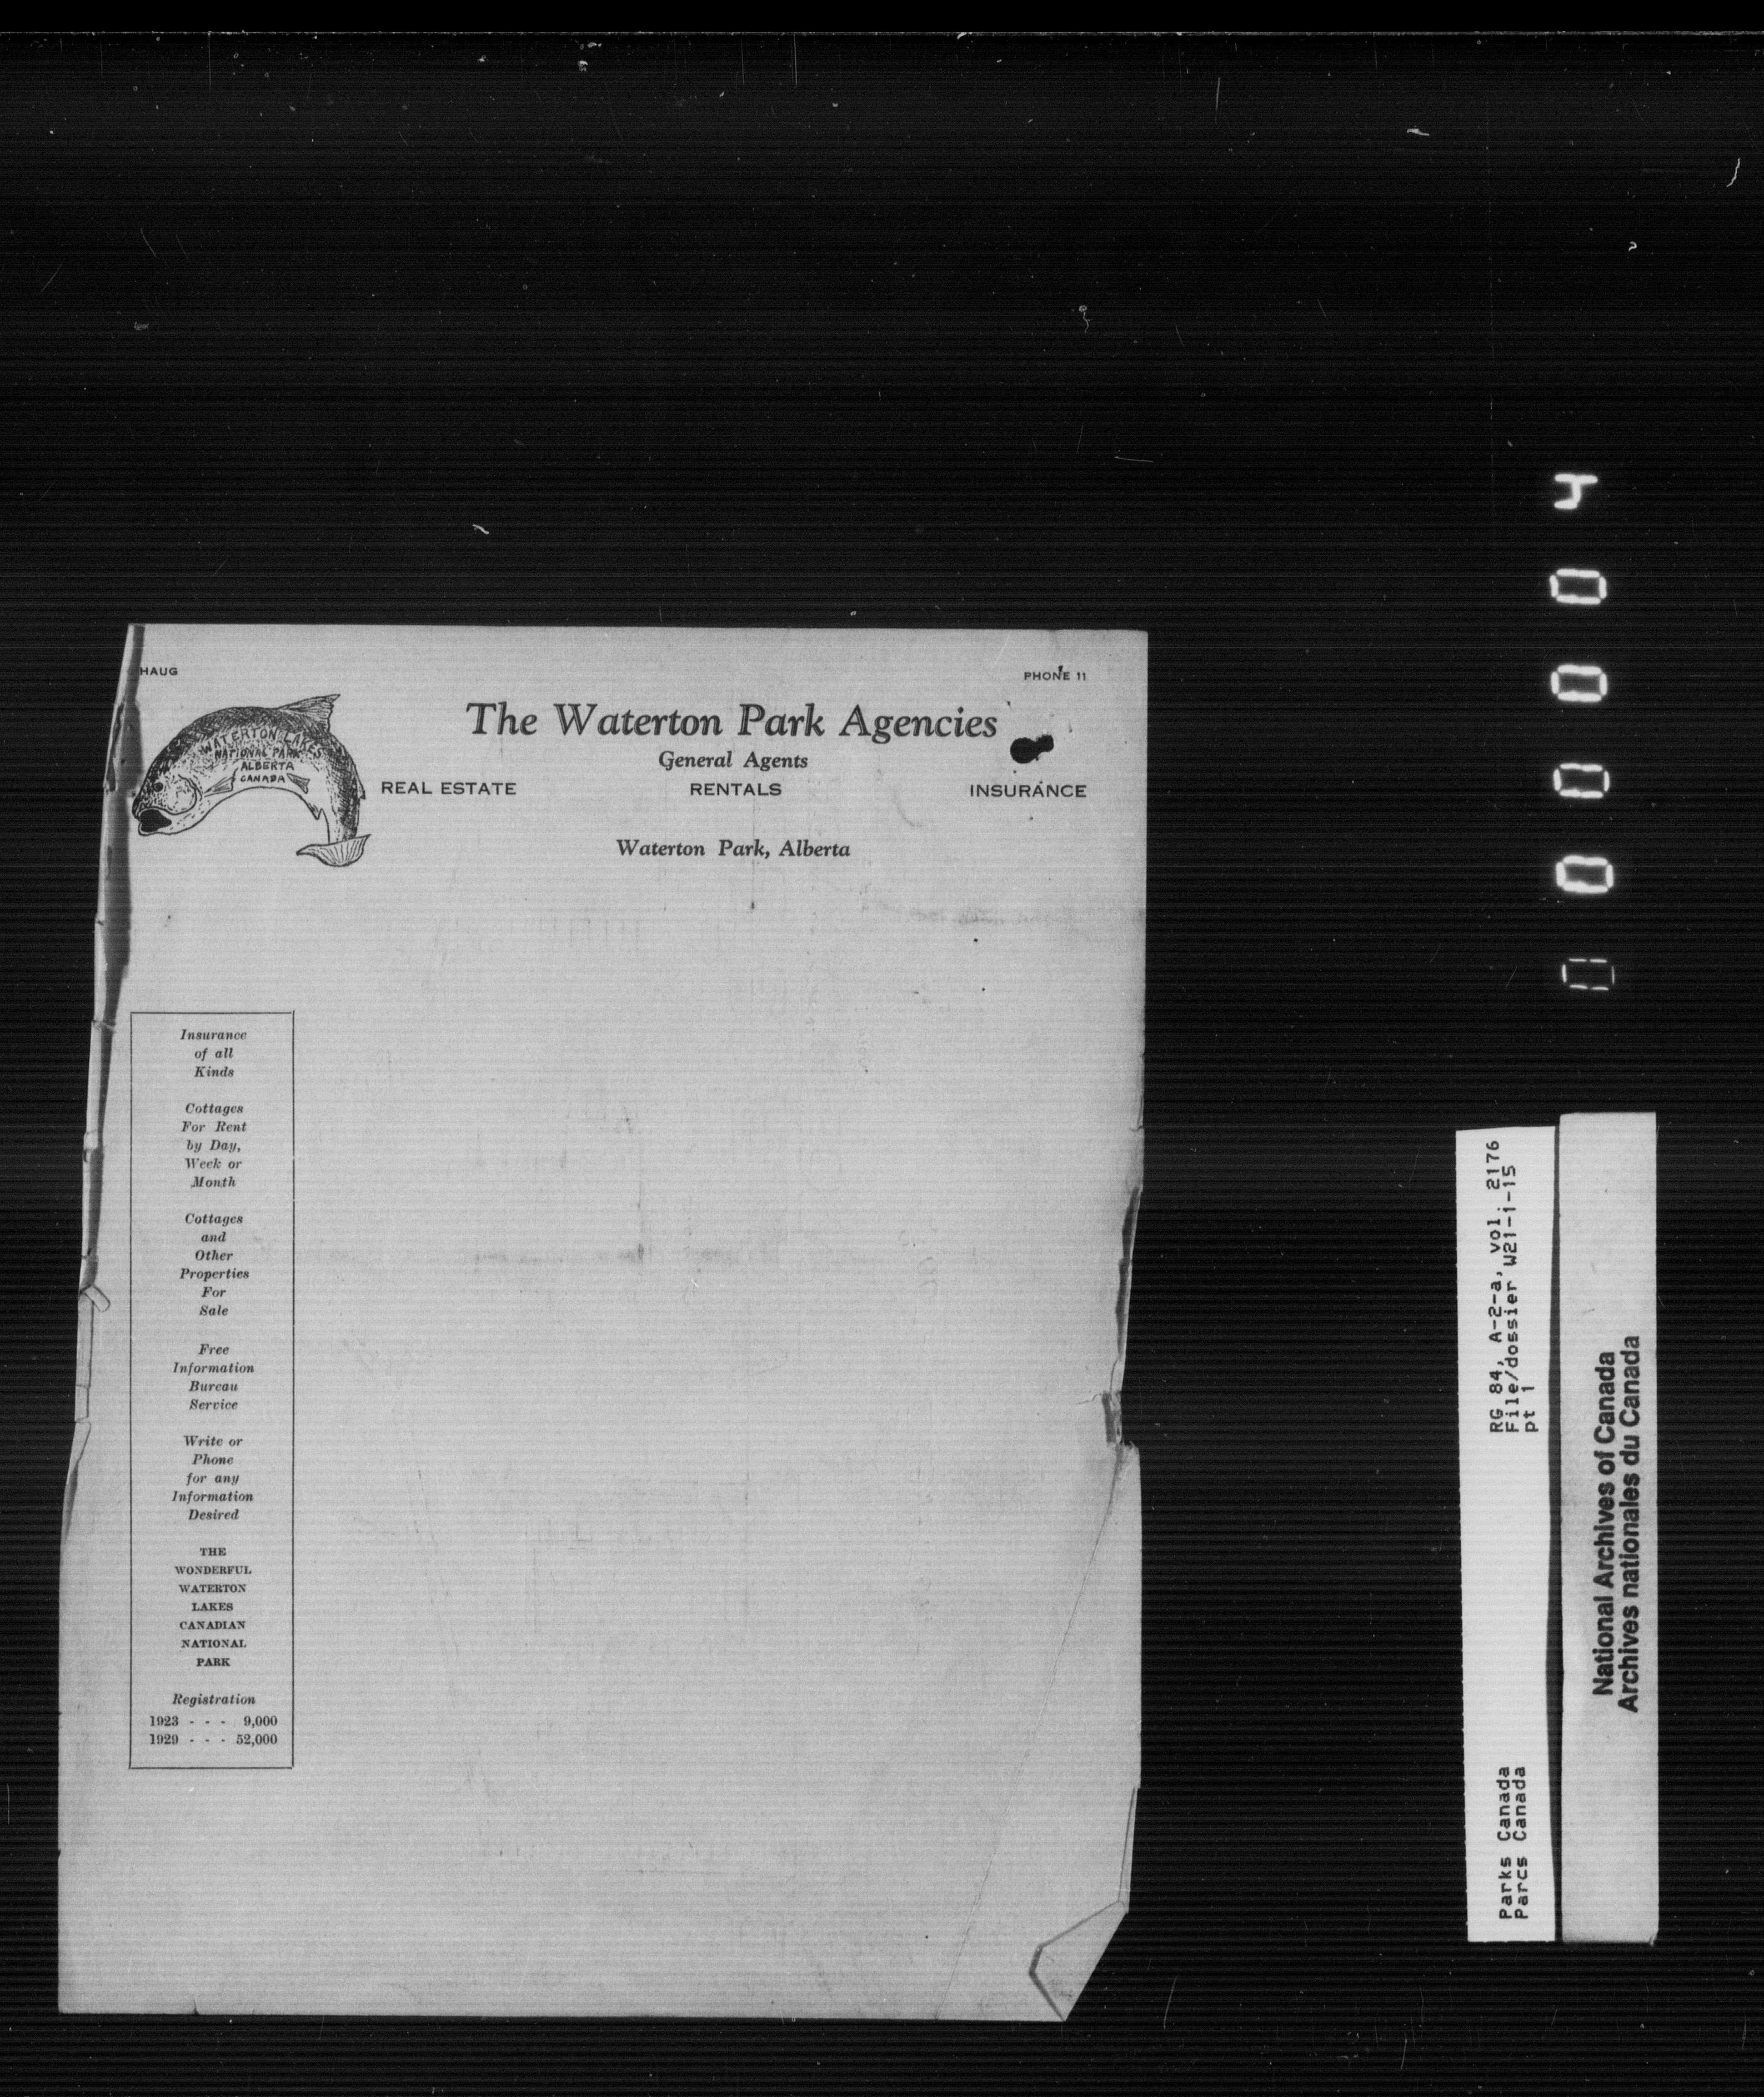 HAUG
PHONE 11
The Waterton Park Agencies
General Agents
REAL ESTATE RENTALS INSURANCE
Waterton Park, Alberta
WATERTON LAKES
NATIONAL PARK
ALBERTA
CANADA
Insurance
of all
Kinds
Cottages
For Rent
by Day,
Week or
Month
Cottages
and
Other
Properties
For
Sale
Free
Information
Bureau
Service
Write or
Phone
for any
Information
Desired
THE
WONDERFUL
WATERTON
LAKES
CANADIAN
NATIONAL
PARK
Registration
1923 - - - 9,000
1929 - - - 52,000
RG 84, A-2-a, vol. 2176
File/dossier W21-1-15
pt 1
Parks Canada
Parcs Canada
National Archives of Canada
Archives nationales du Canada